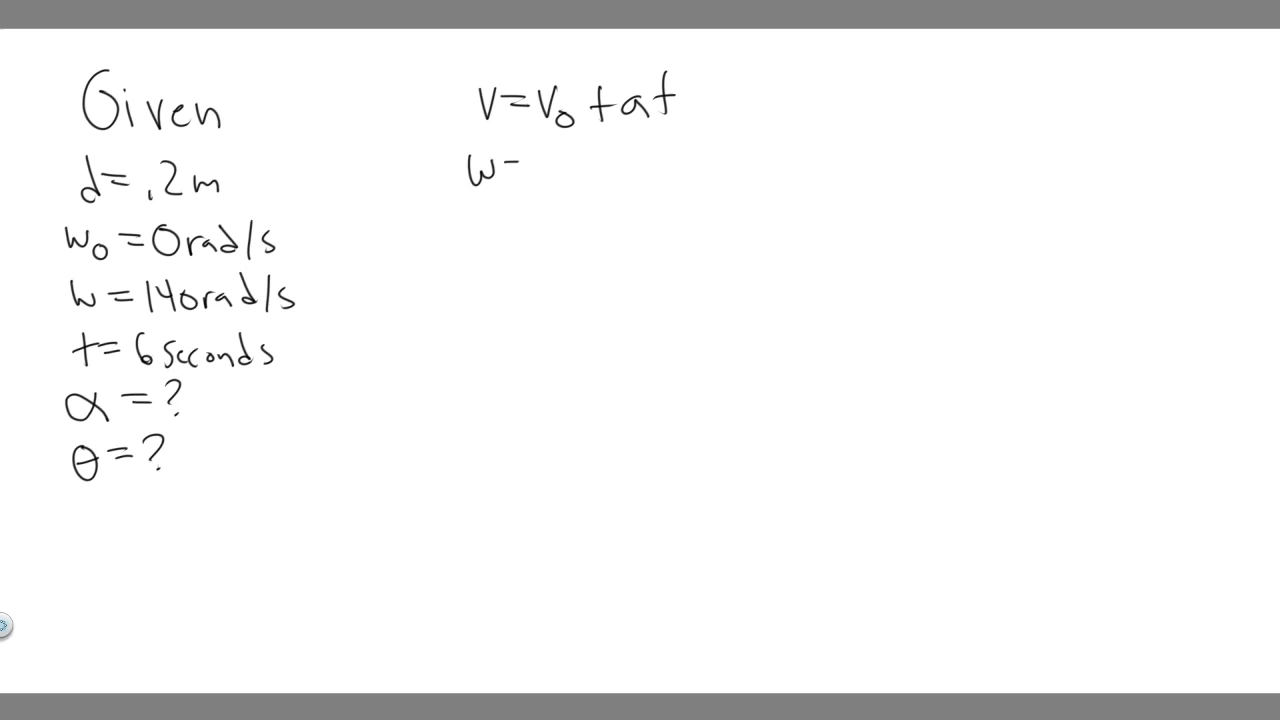 Given
d=.2m
w₀=0rad/s
w=140rad/s
t=6seconds
α=?
θ=?
v=v₀+at
w=